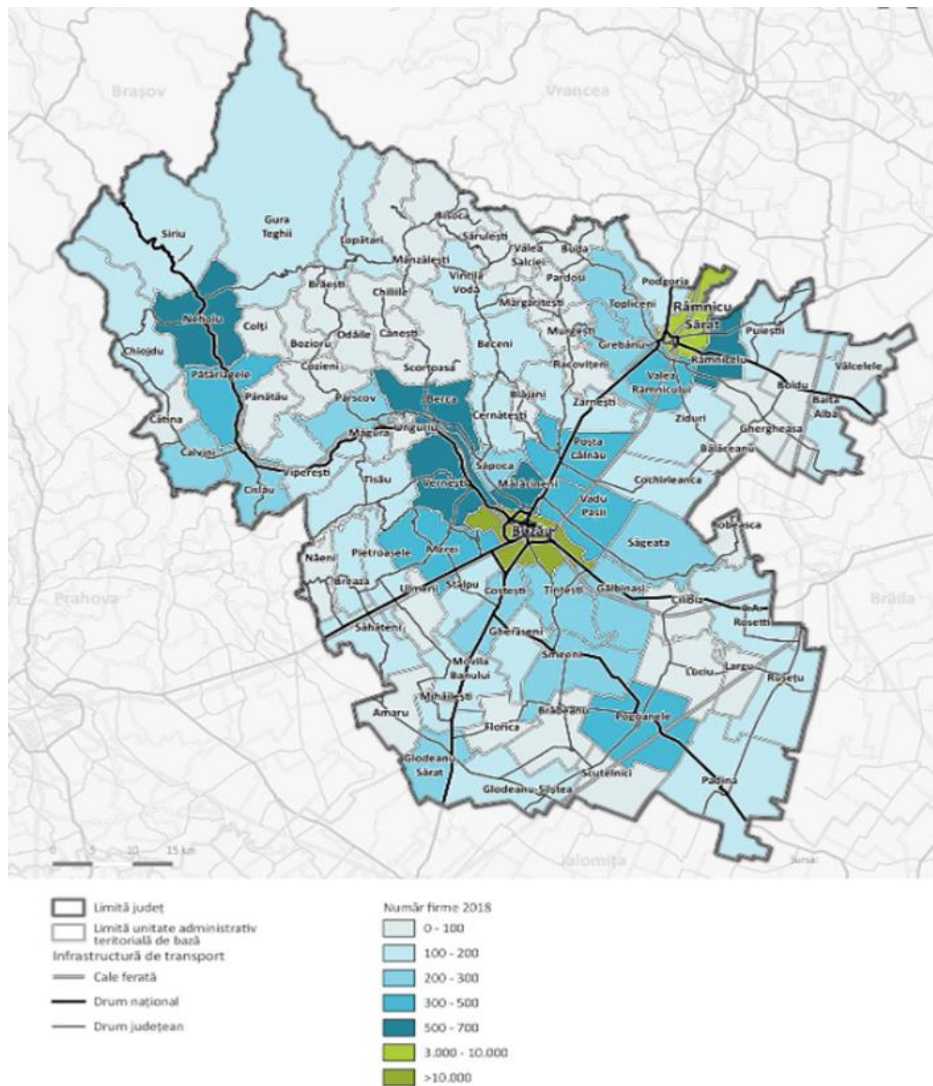 Brașov
Vrancea
Siriu
Gura
Teghii
Lopătari
Bisoca
Sărulești
Mânzălești
Valea
Salciei
Buda
Vintilă
Vodă
Pardoși
Podgoria
Brăești
Chiliile
Mărgăritești
Topliceni
Râmnicu
Sărat
Nehoiu
Colți
Bozioru
Odăile
Cănești
Murgești
Grebănu
Puieștii
Râmnicelu
Chiojdu
Cozieni
Beceni
Racovițeni
Vâlcelele
Pătârlagele
Scorțoasa
Valea
Râmnicului
Boldu
Balta
Albă
Pănătău
Pârscov
Berca
Blăjani
Zărnești
Ziduri
Cătina
Cernătești
Ghergheasa
Măgura
Unguriu
Poșta
Câlnău
Bălăceanu
Calvini
Viperești
Săpoca
Cochirleanca
Cislău
Tisău
Vernești
Mărăcineni
Vadu
Pașii
Robeasca
Buzău
Săgeata
Năeni
Pietroasele
Merei
Prahova
Breaza
Ulmeni
Stâlpu
Costești
Țintești
Gălbinași
Cilibia
C.A.
Rosetti
Brăila
Săhăteni
Gherăseni
Smeeni
Movila
Banului
Luciu
Largu
Rușețu
Mihăilești
Amaru
Florica
Brădeanu
Pogoanele
Glodeanu
Sărat
Scutelnici
Glodeanu-Siliștea
Padina
0 5 10 15 km
Ialomița
Sursa:
Limită județ
Limită unitate administrativ
teritorială de bază
Infrastructură de transport
Cale ferată
Drum național
Drum județean
Număr firme 2018
0 - 100
100 - 200
200 - 300
300 - 500
500 - 700
3.000 - 10.000
>10.000